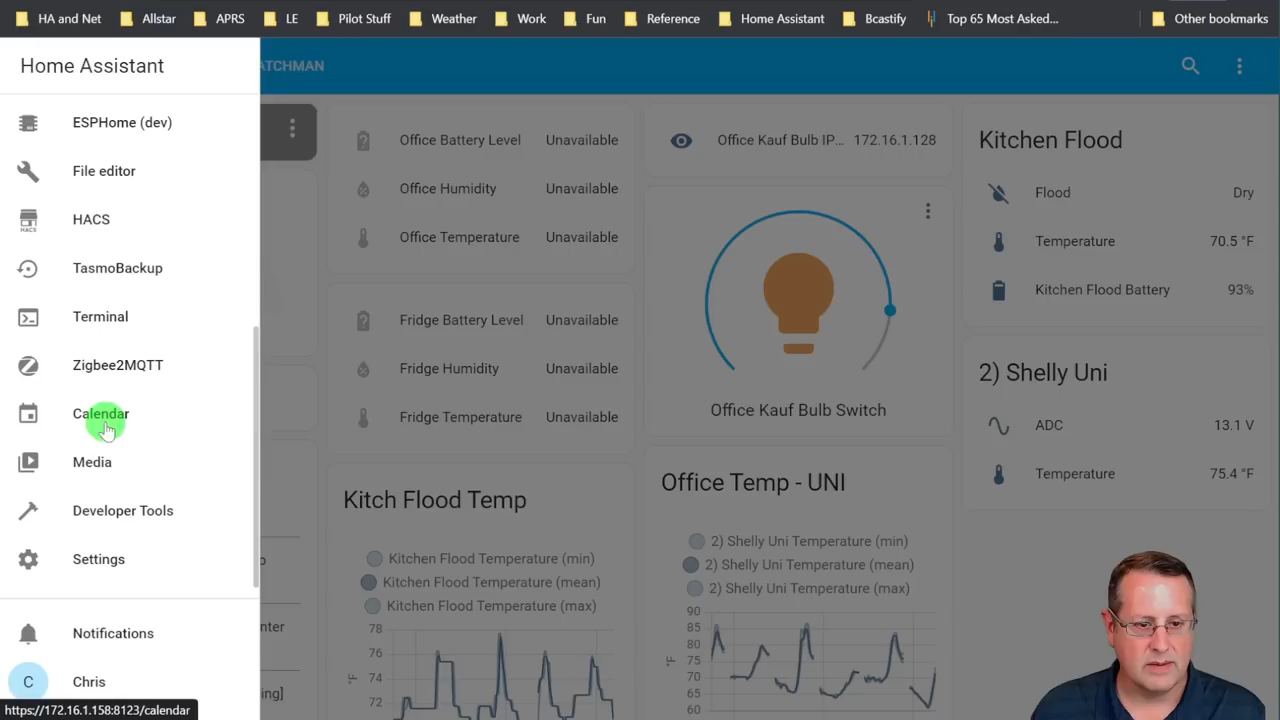 HA and Net
Allstar
APRS
LE
Pilot Stuff
Weather
Work
Fun
Reference
Home Assistant
Bcastify
Top 65 Most Asked...
Other bookmarks
Home Assistant
ESPHome (dev)
File editor
HACS
HACS
TasmoBackup
Terminal
Zigbee2MQTT
Calendar
Media
Developer Tools
Settings
Notifications
C
Chris
https://172.16.1.158:8123/calendar
ATCHMAN
Office Battery Level Unavailable
Office Humidity Unavailable
Office Temperature Unavailable
Fridge Battery Level Unavailable
Fridge Humidity Unavailable
Fridge Temperature Unavailable
Kitch Flood Temp
Kitchen Flood Temperature (min)
Kitchen Flood Temperature (mean)
Kitchen Flood Temperature (max)
78
76
74
72
°F
Office Kauf Bulb IP... 172.16.1.128
Office Kauf Bulb Switch
Office Temp - UNI
2) Shelly Uni Temperature (min)
2) Shelly Uni Temperature (mean)
2) Shelly Uni Temperature (max)
90
85
80
75
70
65
60
°F
Kitchen Flood
Flood Dry
Temperature 70.5 °F
Kitchen Flood Battery 93%
2) Shelly Uni
ADC 13.1 V
Temperature 75.4 °F